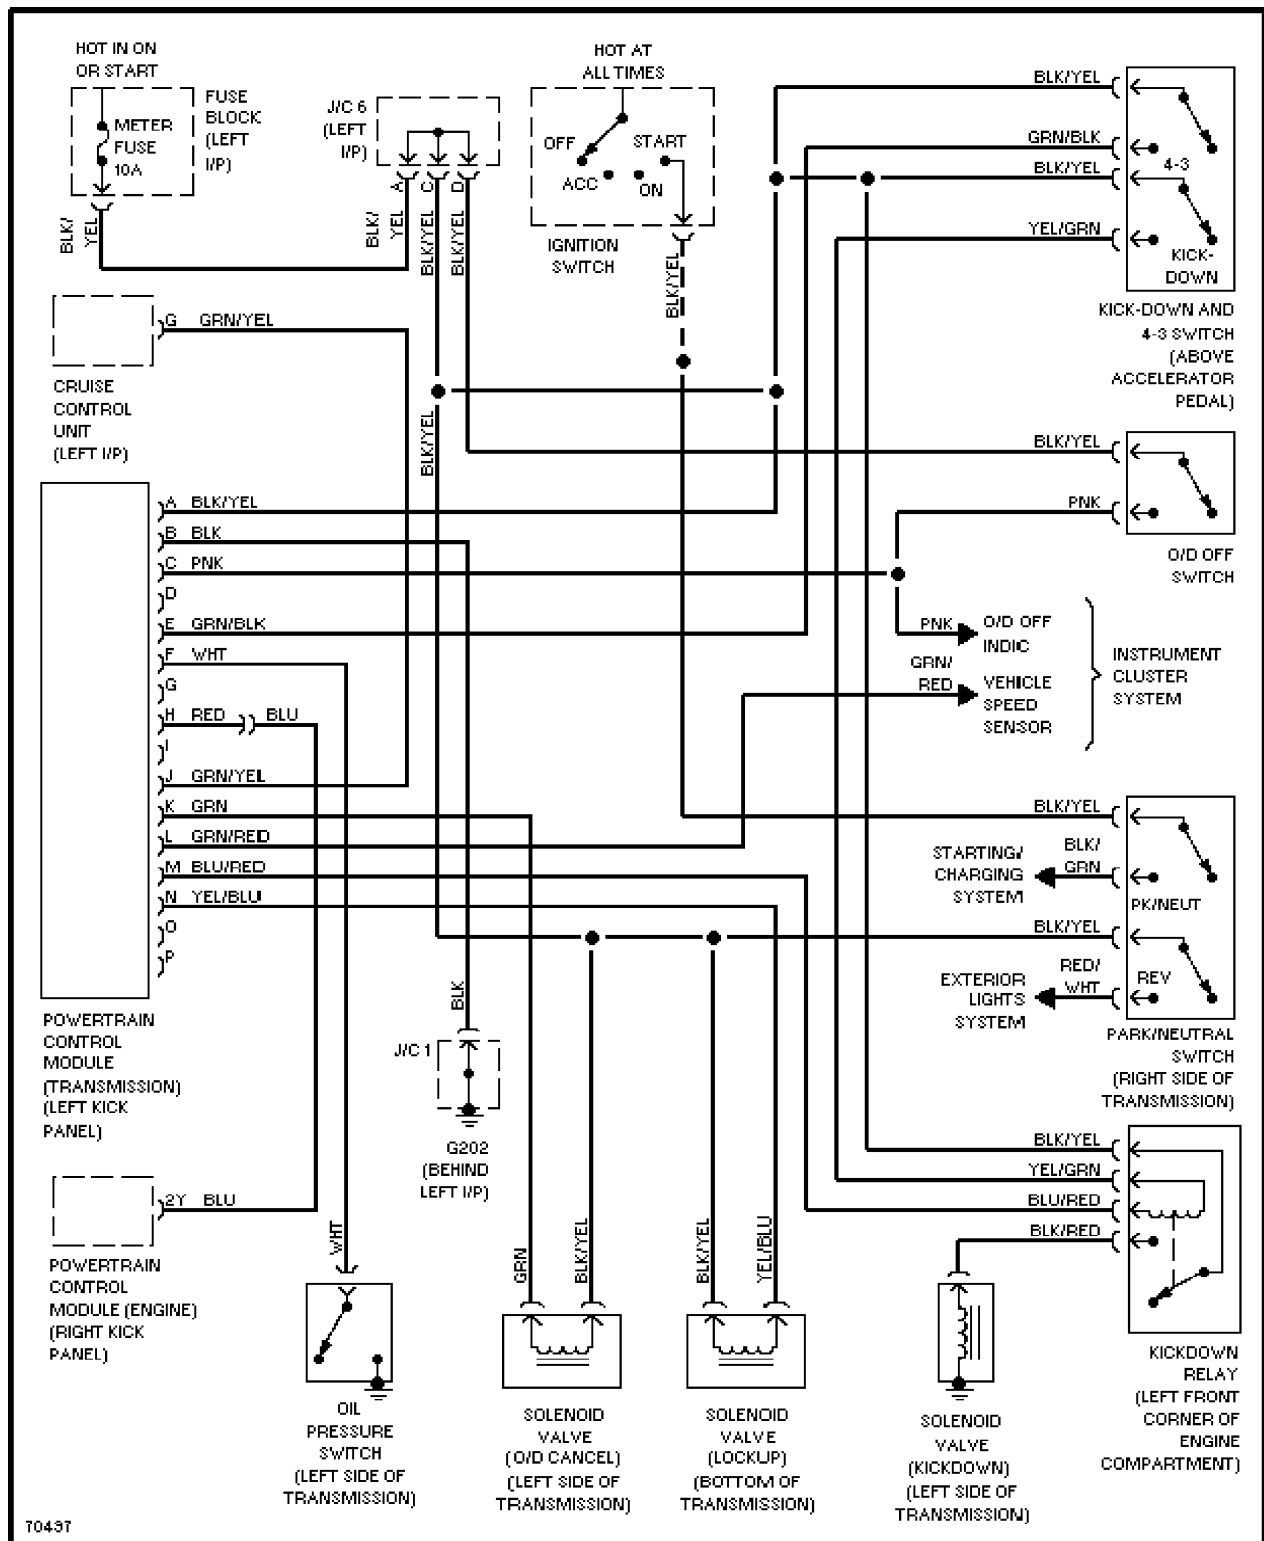 HOT IN ON
OR START
FUSE
BLOCK
(LEFT
I/P)
METER
FUSE
10A
BLK/
YEL
J/C 6
(LEFT
I/P)
A
C
D
BLK/
YEL
BLK/YEL
BLK/YEL
HOT AT
ALL TIMES
OFF
START
ACC
ON
IGNITION
SWITCH
BLK/YEL
BLK/YEL
GRN/BLK
BLK/YEL
YEL/GRN
4-3
KICK-
DOWN
KICK-DOWN AND
4-3 SWITCH
(ABOVE
ACCELERATOR
PEDAL)
G GRN/YEL
CRUISE
CONTROL
UNIT
(LEFT I/P)
BLK/YEL
BLK/YEL
PNK
O/D OFF
SWITCH
A BLK/YEL
B BLK
C PNK
D
E GRN/BLK
F WHT
G
H RED BLU
I
J GRN/YEL
K GRN
L GRN/RED
M BLU/RED
N YEL/BLU
O
P
POWERTRAIN
CONTROL
MODULE
(TRANSMISSION)
(LEFT KICK
PANEL)
PNK
O/D OFF
INDIC
GRN/
RED
VEHICLE
SPEED
SENSOR
INSTRUMENT
CLUSTER
SYSTEM
BLK/YEL
STARTING/
CHARGING
SYSTEM
BLK/
GRN
PK/NEUT
BLK/YEL
EXTERIOR
LIGHTS
SYSTEM
RED/
WHT
REV
PARK/NEUTRAL
SWITCH
(RIGHT SIDE OF
TRANSMISSION)
BLK
J/C 1
G202
(BEHIND
LEFT I/P)
2Y BLU
POWERTRAIN
CONTROL
MODULE (ENGINE)
(RIGHT KICK
PANEL)
WHT
OIL
PRESSURE
SWITCH
(LEFT SIDE OF
TRANSMISSION)
GRN
BLK/YEL
SOLENOID
VALVE
(O/D CANCEL)
(LEFT SIDE OF
TRANSMISSION)
BLK/YEL
YEL/BLU
SOLENOID
VALVE
(LOCKUP)
(BOTTOM OF
TRANSMISSION)
BLK/YEL
YEL/GRN
BLU/RED
BLK/RED
SOLENOID
VALVE
(KICKDOWN)
(LEFT SIDE OF
TRANSMISSION)
KICKDOWN
RELAY
(LEFT FRONT
CORNER OF
ENGINE
COMPARTMENT)
70497